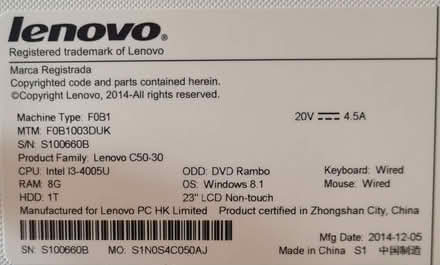 lenovo.
Registered trademark of Lenovo
Marca Registrada
Copyrighted code and parts contained herein.
©Copyright Lenovo, 2014-All rights reserved.
Machine Type: F0B1 20V ⎓ 4.5A
MTM: F0B1003DUK
S/N: S100660B
Product Family: Lenovo C50-30
CPU: Intel I3-4005U ODD: DVD Rambo Keyboard: Wired
RAM: 8G OS: Windows 8.1 Mouse: Wired
HDD: 1T 23" LCD Non-touch
Manufactured for Lenovo PC HK Limited Product certified in Zhongshan City, China
Mfg Date: 2014-12-05
SN: S100660B MO: S1N0S4C050AJ Made in China S1 中国制造